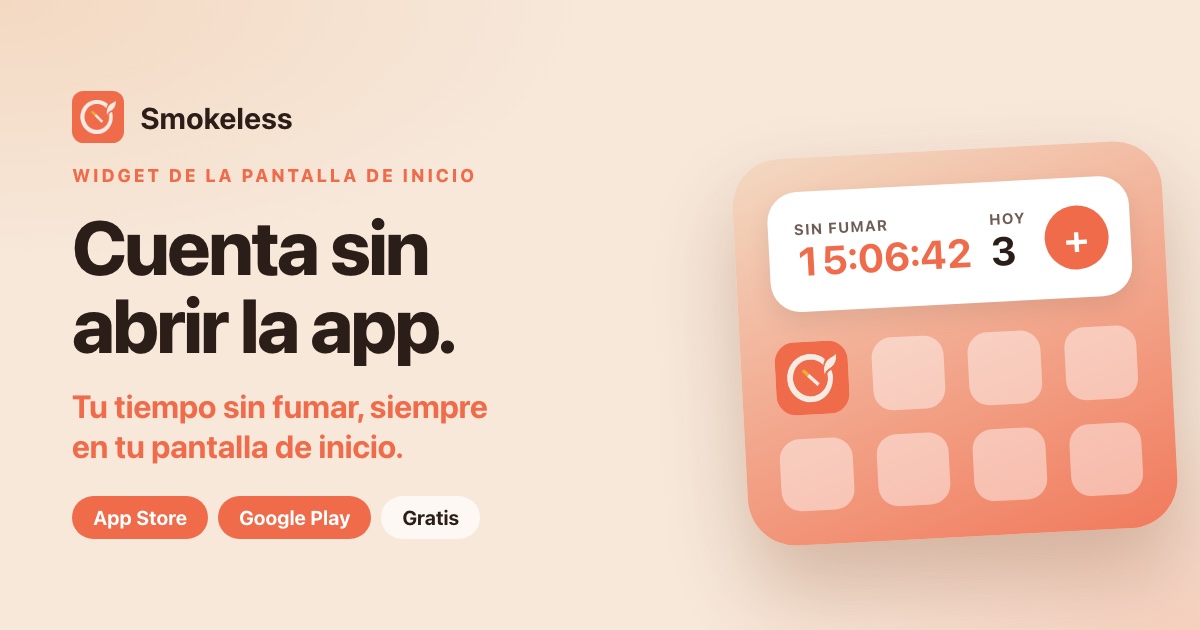 Smokeless
WIDGET DE LA PANTALLA DE INICIO
Cuenta sin
abrir la app.
Tu tiempo sin fumar, siempre
en tu pantalla de inicio.
App Store
Google Play
Gratis
SIN FUMAR
15:06:42
HOY
3
+